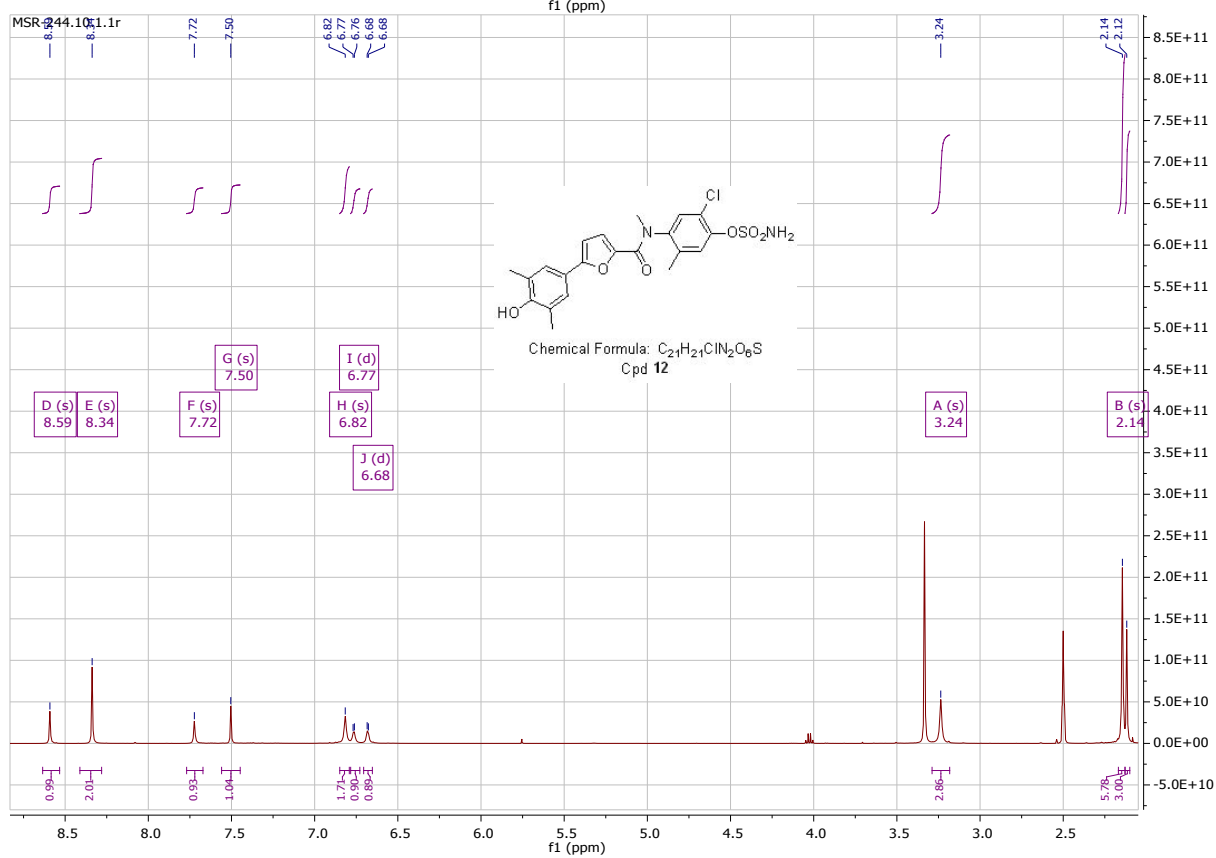 f1 (ppm)
MSR-244.10.1.1r
8.34
7.72
7.50
6.82
6.77
6.76
6.68
6.68
3.24
2.14
2.12
8.5E+11
8.0E+11
7.5E+11
7.0E+11
6.5E+11
6.0E+11
5.5E+11
5.0E+11
4.5E+11
4.0E+11
3.5E+11
3.0E+11
2.5E+11
2.0E+11
1.5E+11
1.0E+11
5.0E+10
0.0E+00
-5.0E+10
Cl
N
OSO₂NH₂
O
O
HO
Chemical Formula: C₂₁H₂₁ClN₂O₆S
Cpd 12
G (s)
7.50
I (d)
6.77
D (s)
8.59
E (s)
8.34
F (s)
7.72
H (s)
6.82
A (s)
3.24
B (s)
2.14
J (d)
6.68
0.99
2.01
0.93
1.04
1.71
0.90
0.89
2.86
5.78
3.00
8.5 8.0 7.5 7.0 6.5 6.0 5.5 5.0 4.5 4.0 3.5 3.0 2.5
f1 (ppm)